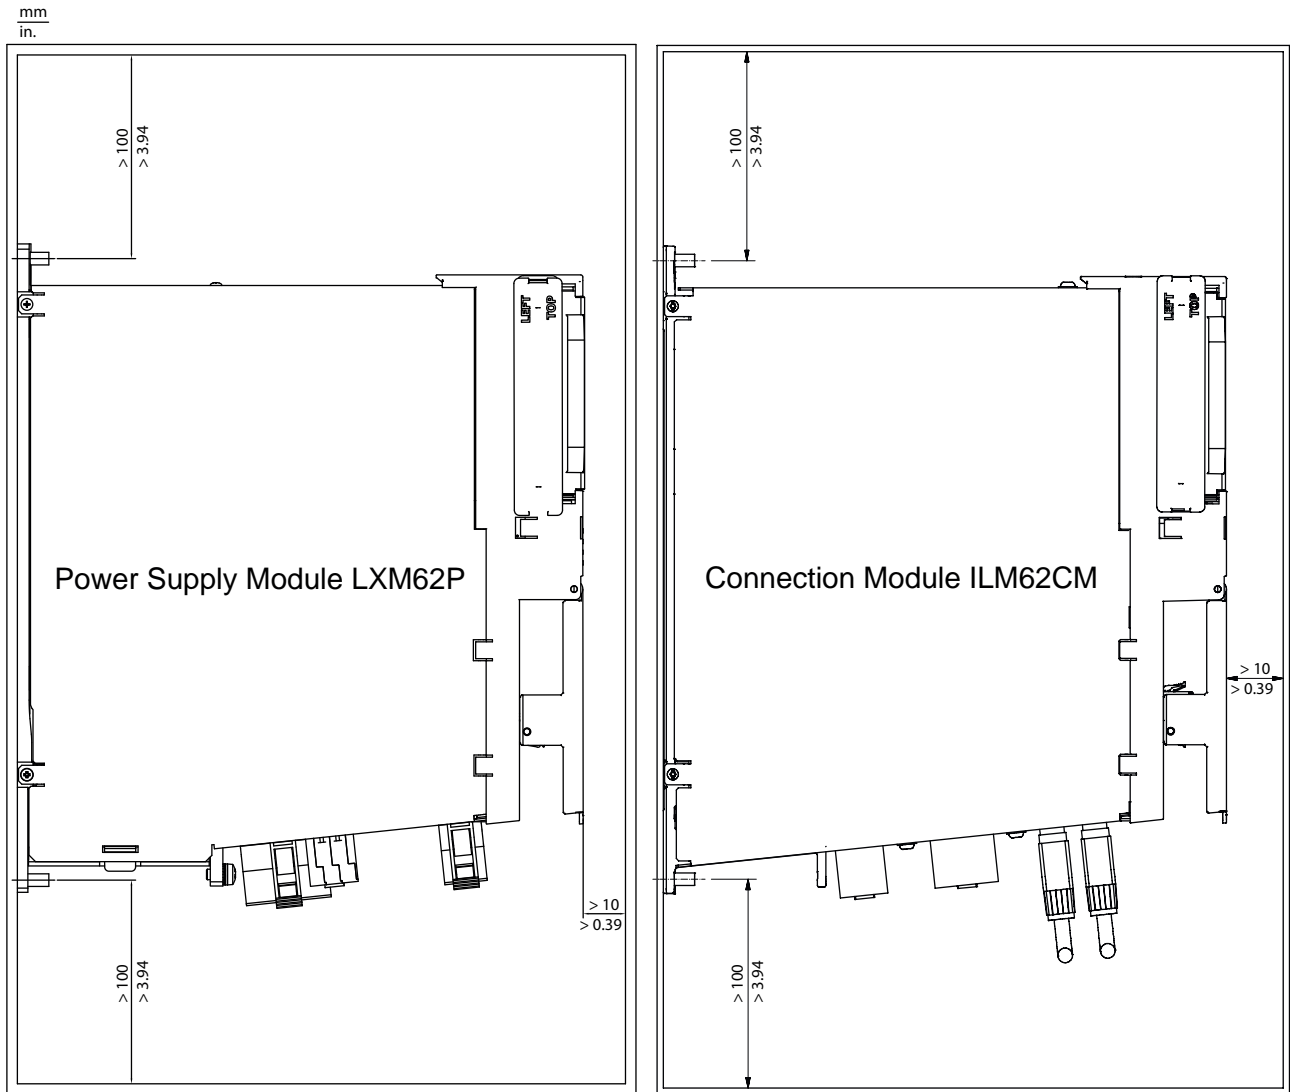 mm
in.
> 100
> 3.94
> 100
> 3.94
LEFT
TOP
LEFT
TOP
Power Supply Module LXM62P
Connection Module ILM62CM
> 10
> 0.39
> 10
> 0.39
> 100
> 3.94
> 100
> 3.94